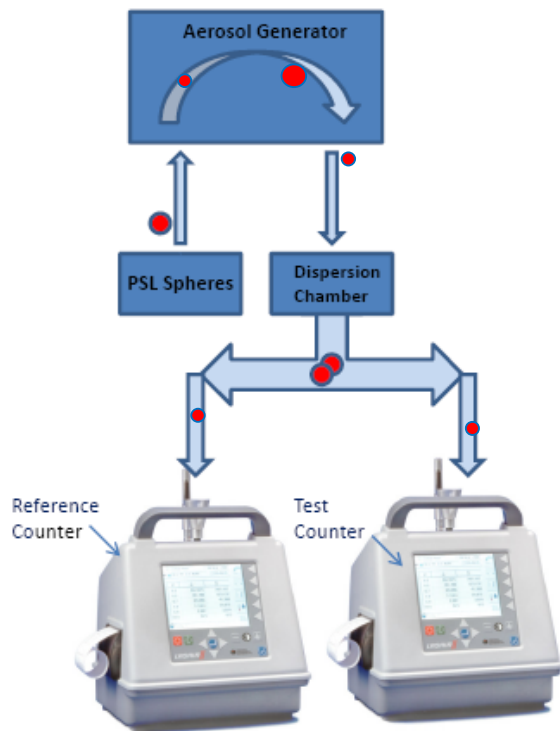 Aerosol Generator
PSL Spheres
Dispersion
Chamber
Reference
Counter
Test
Counter